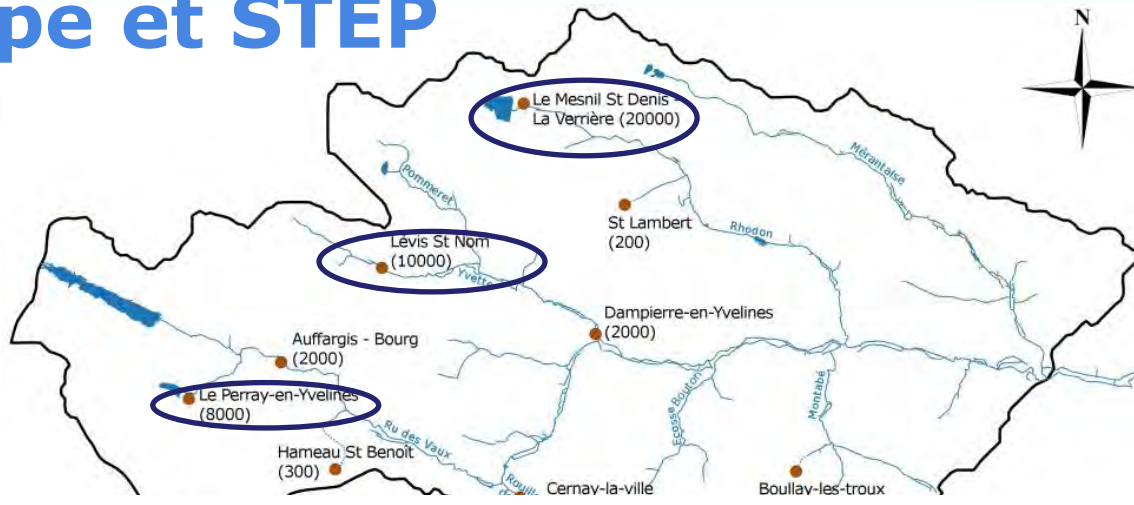 pe et STEP
N
Le Mesnil St Denis -
La Verrière (20000)
Mérantaise
Pommeret
St Lambert
(200)
Rhodon
Lévis St Nom
(10000)
Yvette
Dampierre-en-Yvelines
(2000)
Auffargis - Bourg
(2000)
Le Perray-en-Yvelines
(8000)
Ecosse Bouton
Montabé
Ru des Vaux
Hameau St Benoît
(300)
Cernay-la-ville
Boullay-les-troux